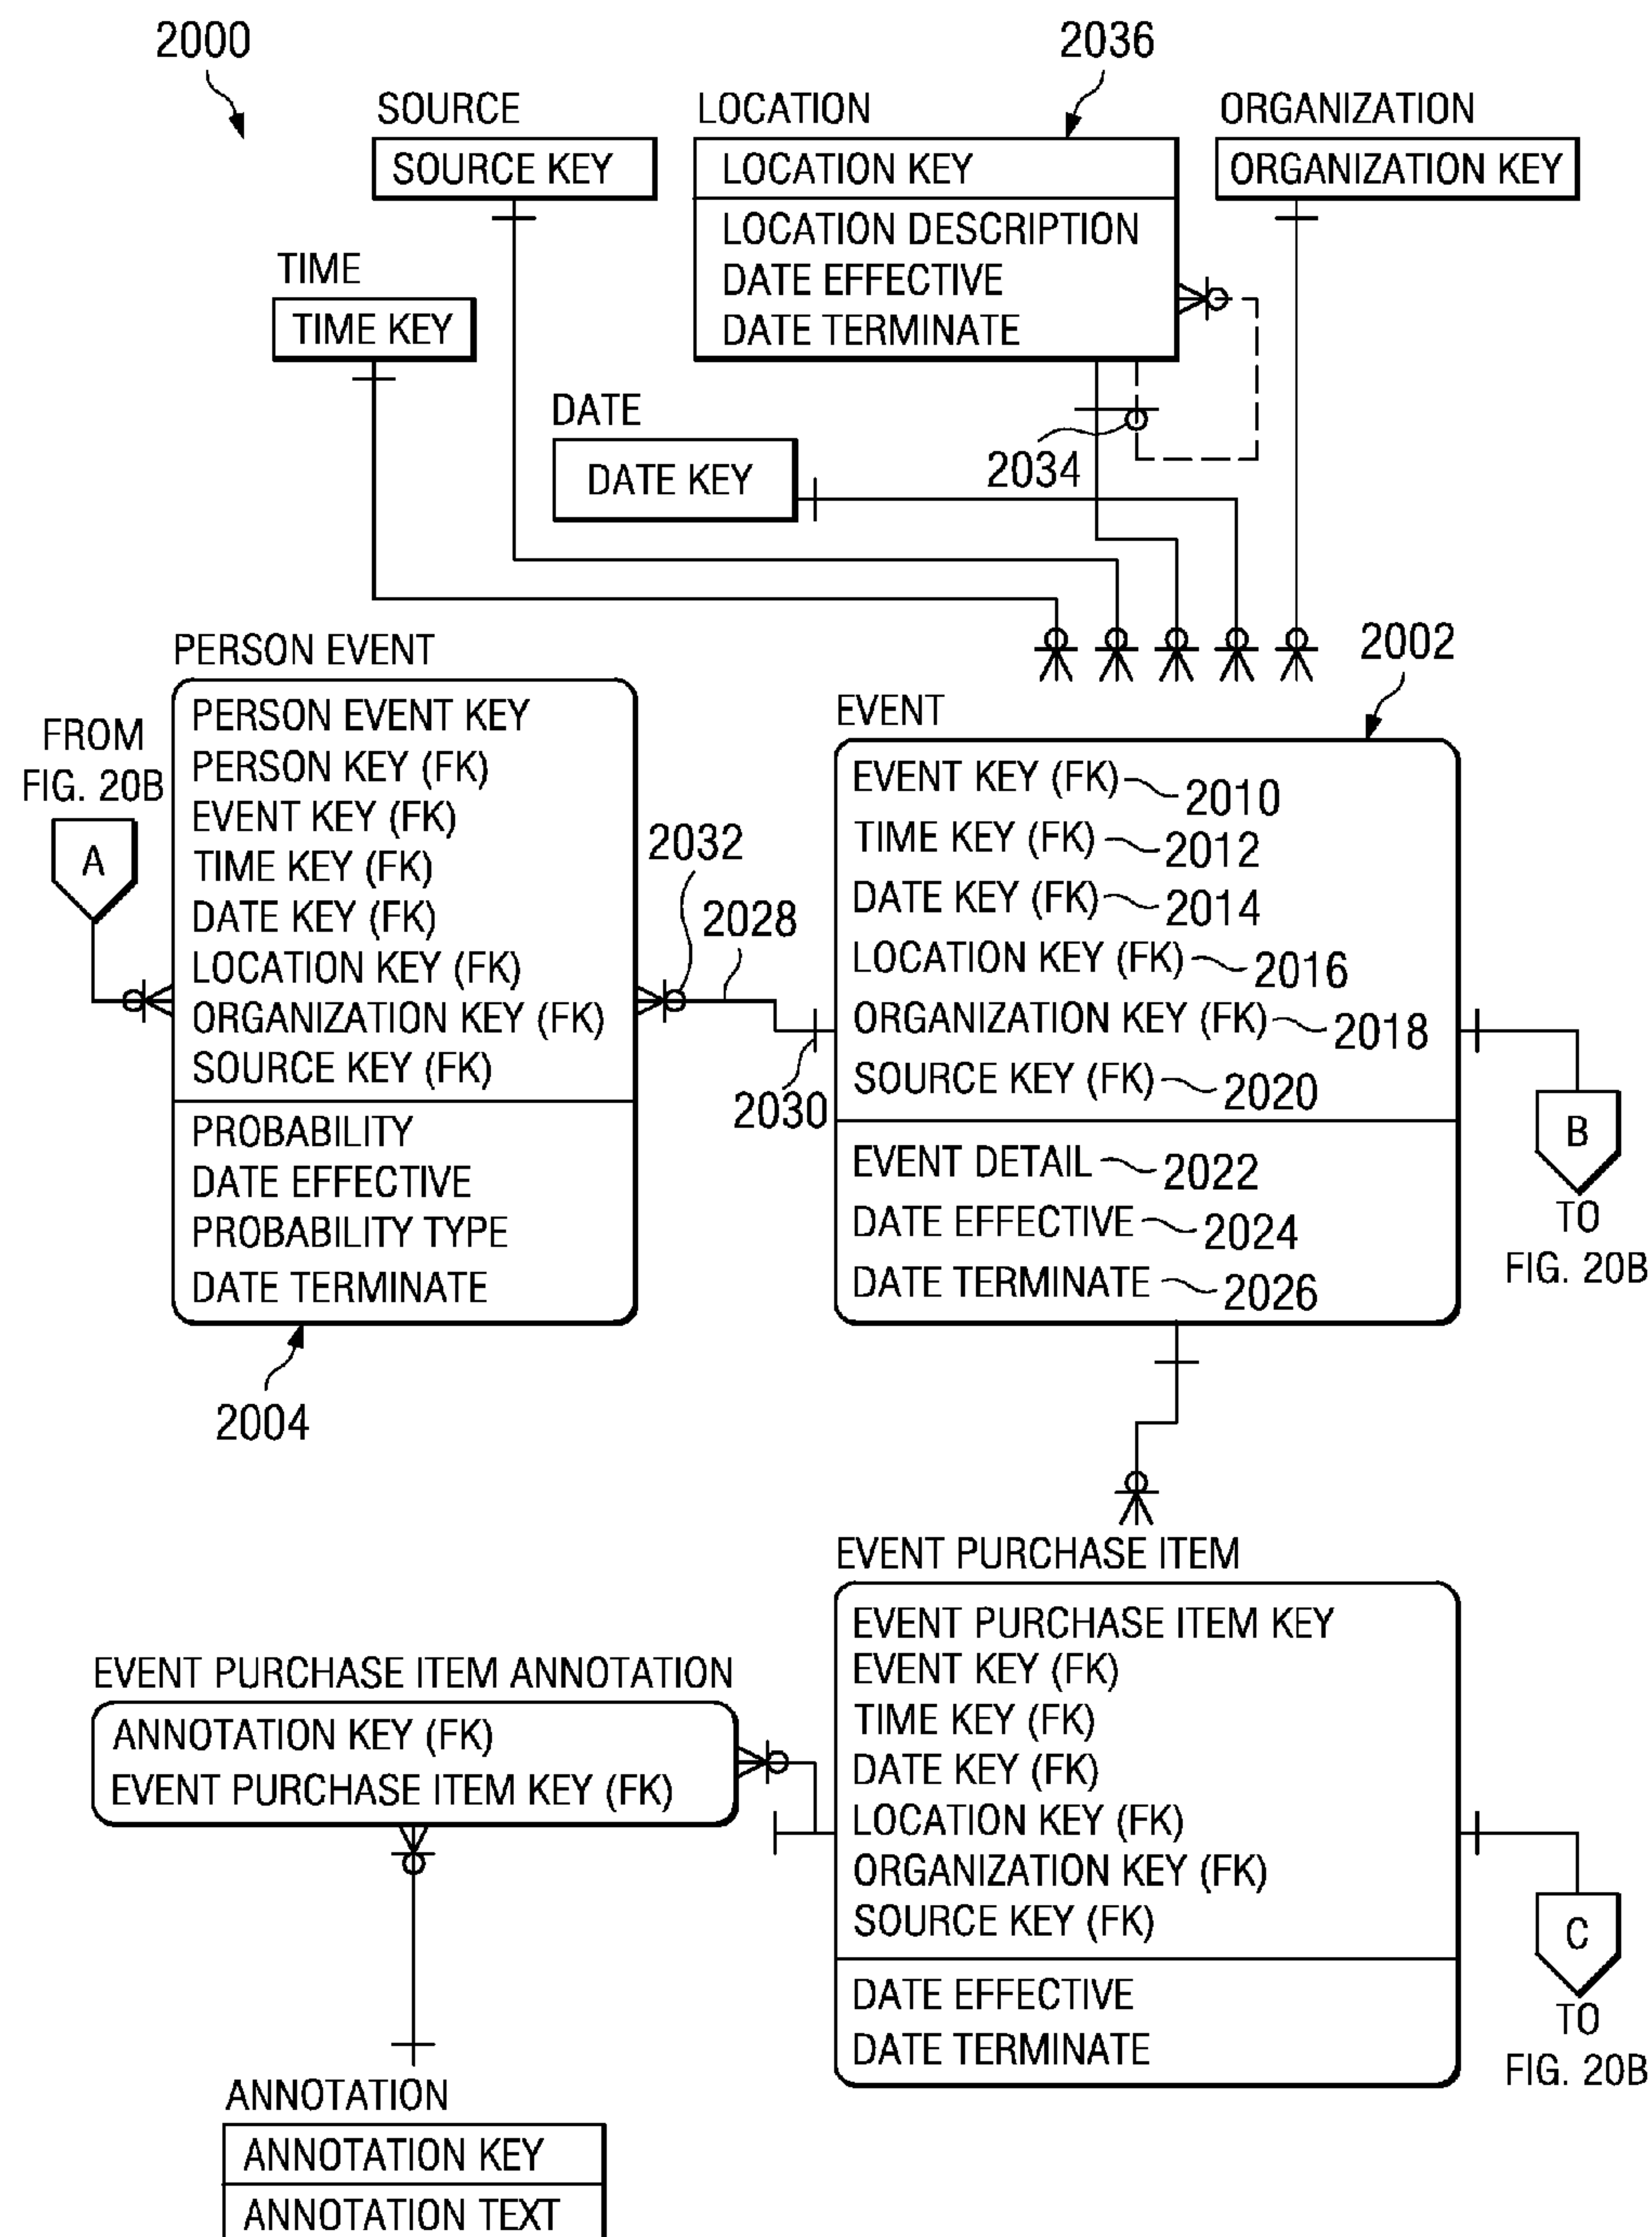 2000
2036
SOURCE
LOCATION
ORGANIZATION
SOURCE KEY
LOCATION KEY
ORGANIZATION KEY
LOCATION DESCRIPTION
DATE EFFECTIVE
DATE TERMINATE
TIME
TIME KEY
DATE
DATE KEY
2034
PERSON EVENT
PERSON EVENT KEY
PERSON KEY (FK)
EVENT KEY (FK)
TIME KEY (FK)
DATE KEY (FK)
LOCATION KEY (FK)
ORGANIZATION KEY (FK)
SOURCE KEY (FK)
PROBABILITY
DATE EFFECTIVE
PROBABILITY TYPE
DATE TERMINATE
FROM
FIG. 20B
A
2004
2032
2028
2030
2002
EVENT
EVENT KEY (FK) 2010
TIME KEY (FK) 2012
DATE KEY (FK) 2014
LOCATION KEY (FK) 2016
ORGANIZATION KEY (FK) 2018
SOURCE KEY (FK) 2020
EVENT DETAIL 2022
DATE EFFECTIVE 2024
DATE TERMINATE 2026
B
TO
FIG. 20B
EVENT PURCHASE ITEM
EVENT PURCHASE ITEM KEY
EVENT KEY (FK)
TIME KEY (FK)
DATE KEY (FK)
LOCATION KEY (FK)
ORGANIZATION KEY (FK)
SOURCE KEY (FK)
DATE EFFECTIVE
DATE TERMINATE
C
TO
FIG. 20B
EVENT PURCHASE ITEM ANNOTATION
ANNOTATION KEY (FK)
EVENT PURCHASE ITEM KEY (FK)
ANNOTATION
ANNOTATION KEY
ANNOTATION TEXT